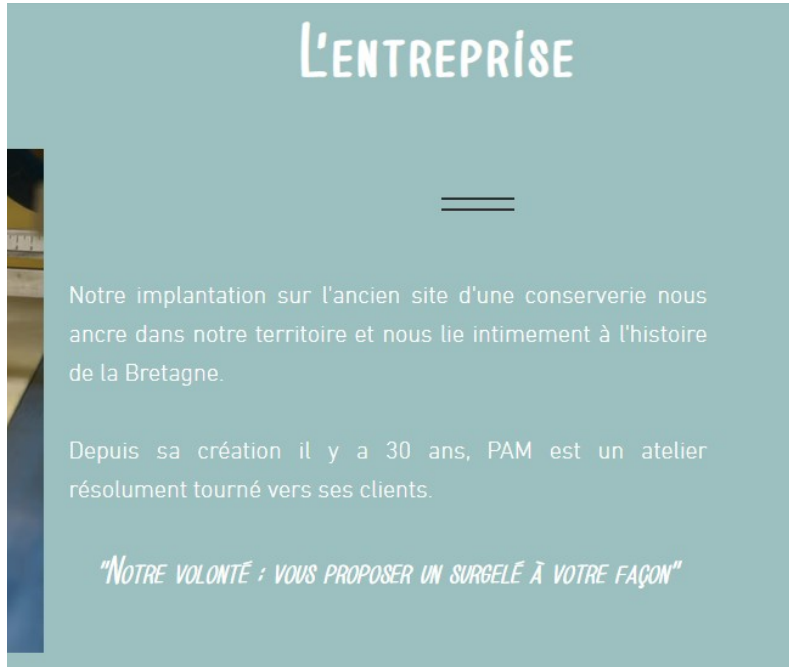 L'ENTREPRISE
Notre implantation sur l'ancien site d'une conserverie nous
ancre dans notre territoire et nous lie intimement à l'histoire
de la Bretagne.
Depuis sa création il y a 30 ans, PAM est un atelier
résolument tourné vers ses clients.
"NOTRE VOLONTÉ : VOUS PROPOSER UN SURGELÉ À VOTRE FAÇON"